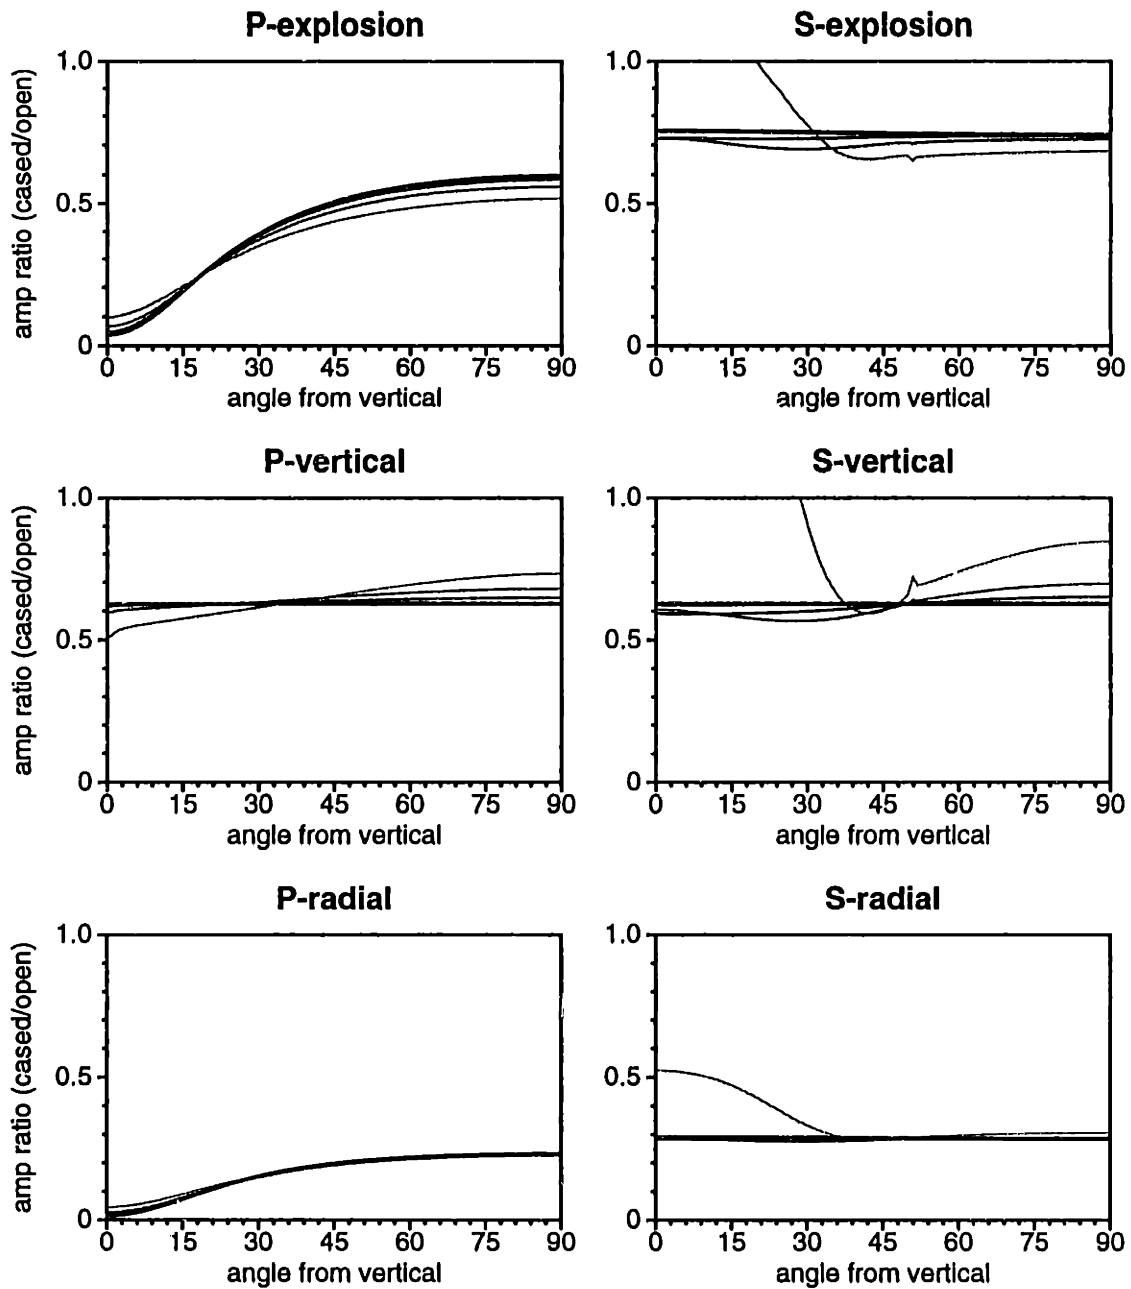 P-explosion
S-explosion
amp ratio (cased/open)
1.0
0.5
0
0 15 30 45 60 75 90
angle from vertical
1.0
0.5
0
0 15 30 45 60 75 90
angle from vertical
P-vertical
S-vertical
amp ratio (cased/open)
1.0
0.5
0
0 15 30 45 60 75 90
angle from vertical
1.0
0.5
0
0 15 30 45 60 75 90
angle from vertical
P-radial
S-radial
amp ratio (cased/open)
1.0
0.5
0
0 15 30 45 60 75 90
angle from vertical
1.0
0.5
0
0 15 30 45 60 75 90
angle from vertical